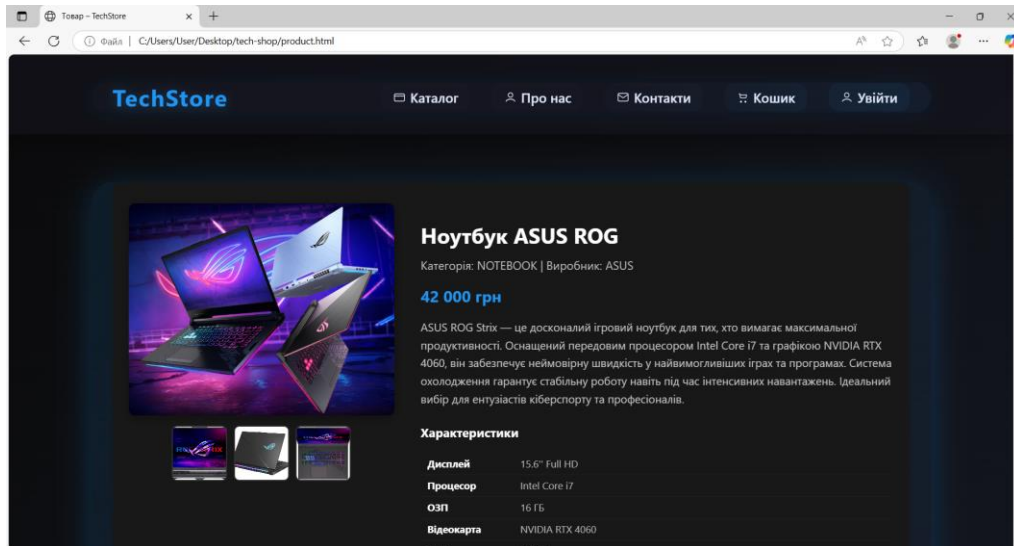 Товар – TechStore
Файл | C:/Users/User/Desktop/tech-shop/product.html
TechStore
Каталог
Про нас
Контакти
Кошик
Увійти
Ноутбук ASUS ROG
Категорія: NOTEBOOK | Виробник: ASUS
42 000 грн
ASUS ROG Strix — це досконалий ігровий ноутбук для тих, хто вимагає максимальної
продуктивності. Оснащений передовим процесором Intel Core i7 та графікою NVIDIA RTX
4060, він забезпечує неймовірну швидкість у найвимогливіших іграх та програмах. Система
охолодження гарантує стабільну роботу навіть під час інтенсивних навантажень. Ідеальний
вибір для ентузіастів кіберспорту та професіоналів.
Характеристики
Дисплей 15.6" Full HD
Процесор Intel Core i7
ОЗП 16 ГБ
Відеокарта NVIDIA RTX 4060